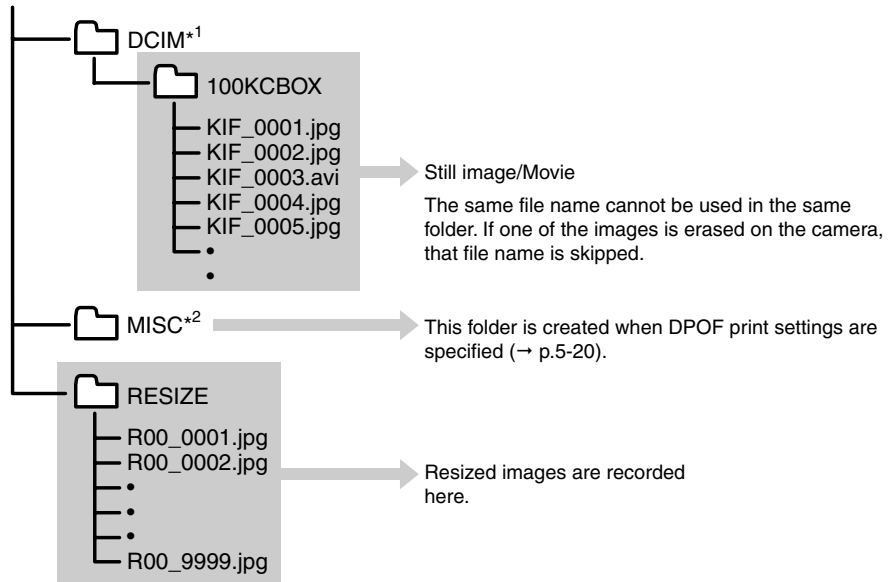 DCIM*1
100KCBOX
KIF_0001.jpg
KIF_0002.jpg
KIF_0003.avi
KIF_0004.jpg
KIF_0005.jpg
•
•
Still image/Movie
The same file name cannot be used in the same
folder. If one of the images is erased on the camera,
that file name is skipped.
MISC*2
This folder is created when DPOF print settings are
specified (→ p.5-20).
RESIZE
R00_0001.jpg
R00_0002.jpg
•
•
•
R00_9999.jpg
Resized images are recorded
here.